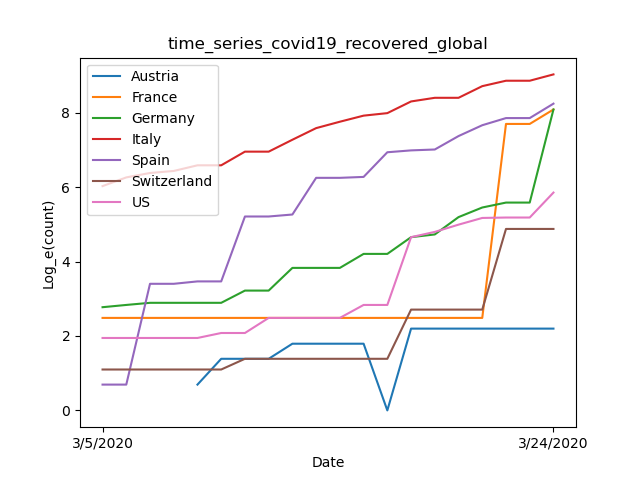 time_series_covid19_recovered_global
Austria
France
Germany
Italy
Spain
Switzerland
US
8
6
4
2
0
Log_e(count)
3/5/2020
3/24/2020
Date